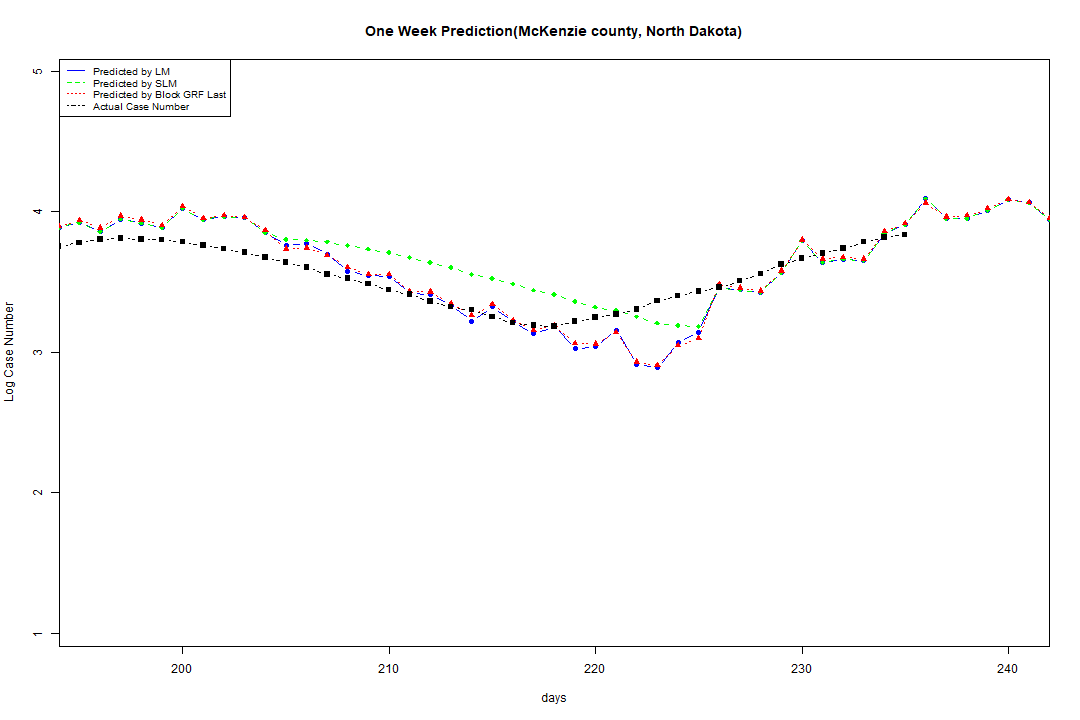 One Week Prediction(McKenzie county, North Dakota)
Predicted by LM
Predicted by SLM
Predicted by Block GRF Last
Actual Case Number
5
4
3
2
1
Log Case Number
200 210 220 230 240
days